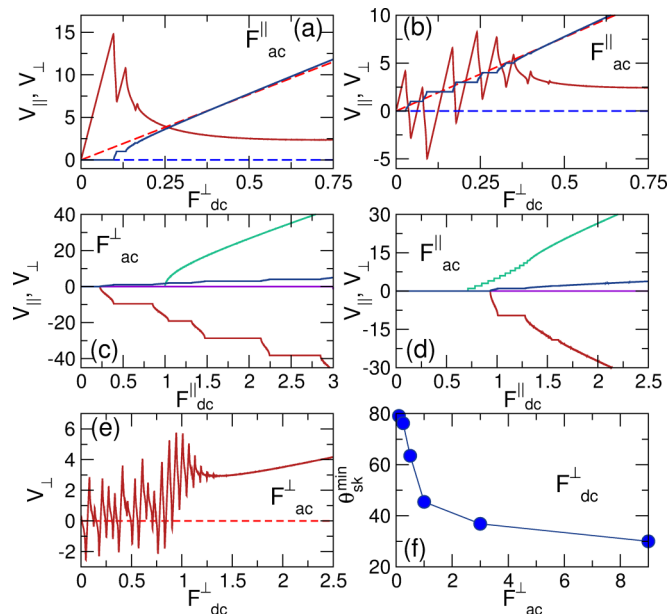 15
10
5
0
V||, V⊥
(a)
F||ac
0
0.25
0.5
0.75
F⊥dc
10
5
0
-5
V||, V⊥
(b)
F||ac
0
0.25
0.5
0.75
F⊥dc
40
20
0
-20
-40
V||, V⊥
F⊥ac
(c)
0
0.5
1
1.5
2
2.5
3
F||dc
30
15
0
-15
-30
V||, V⊥
F||ac
(d)
0
0.5
1
1.5
2
2.5
F||dc
6
4
2
0
-2
V⊥
(e)
F⊥ac
0
0.5
1
1.5
2
2.5
F⊥dc
80
60
40
20
θminsk
F⊥dc
(f)
0
2
4
6
8
F⊥ac